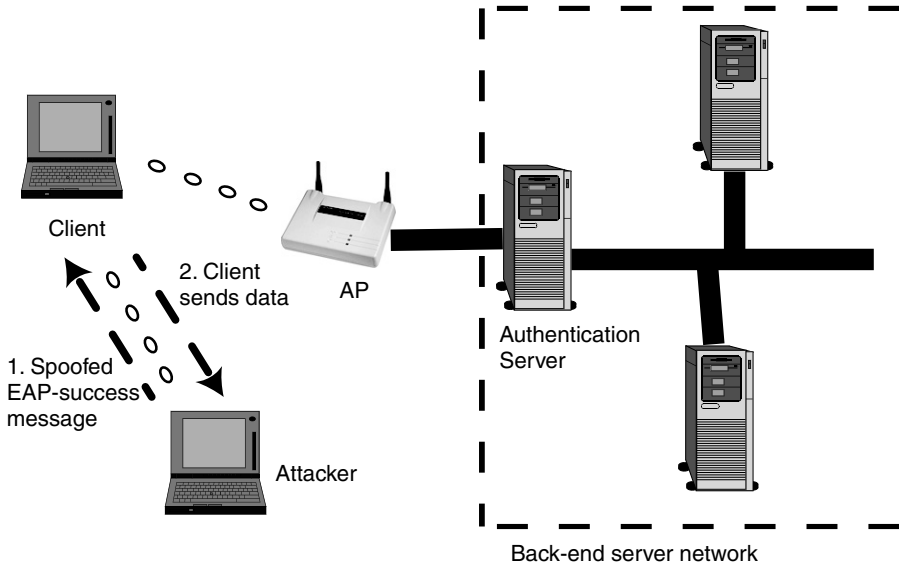 Client
AP
2. Client
sends data
Authentication
Server
1. Spoofed
EAP-success
message
Attacker
Back-end server network